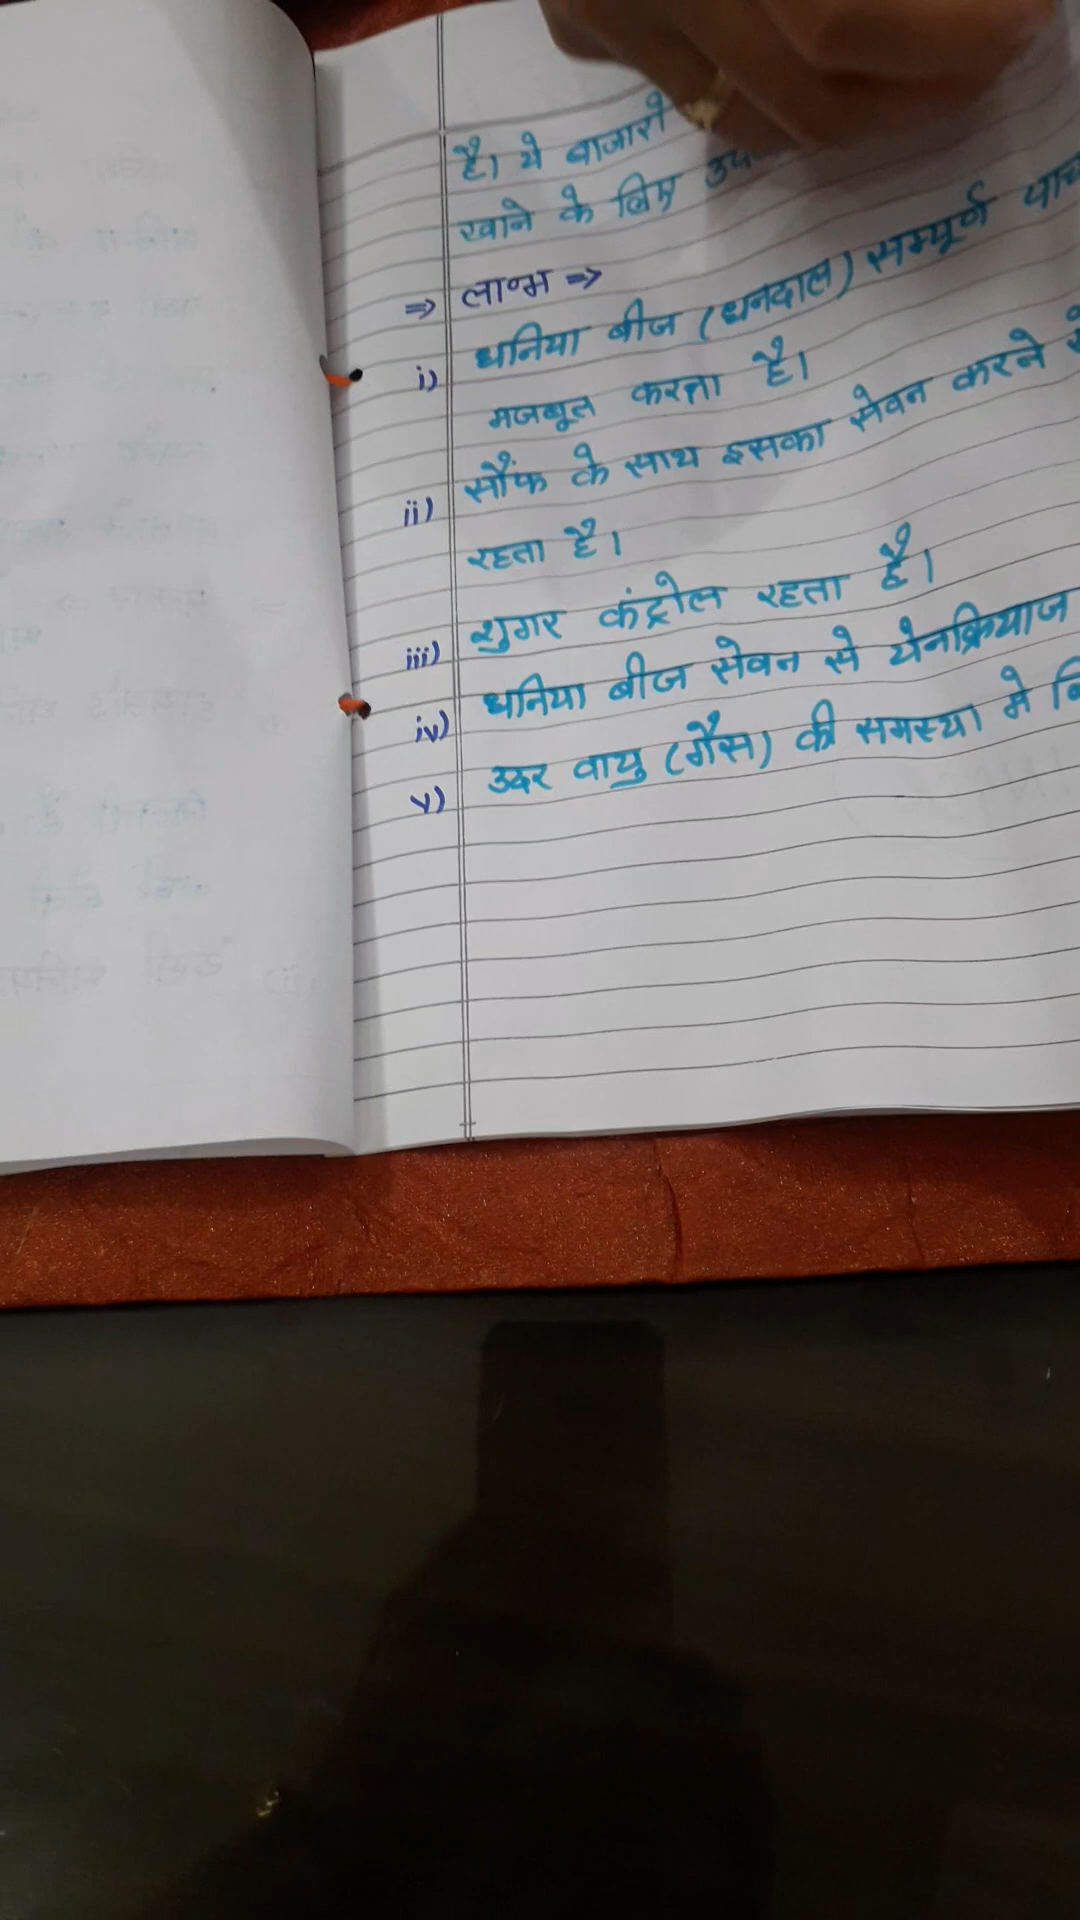 है। ये बाजारो
खाने के लिए
⇒ लाभ ⇒
i) धनिया बीज (धनदाल) सम्पूर्ण
मजबूत करता है।
ii) सौंफ के साथ इसका सेवन करने
रहता है।
iii) शुगर कंट्रोल रहता है।
iv) धनिया बीज सेवन से येनक्रियाज
v) उदर वायु (गैस) की समस्या मे